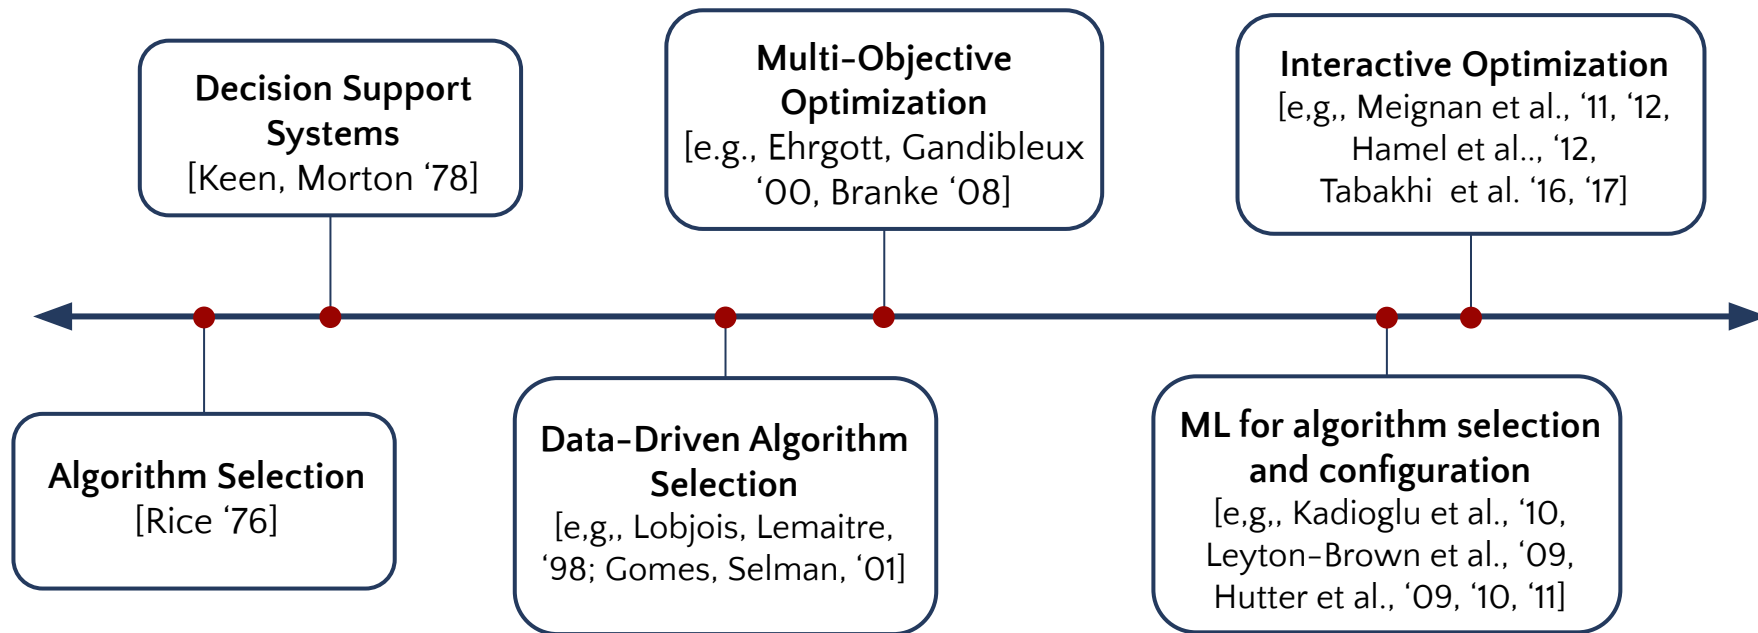 Decision Support
Systems
[Keen, Morton ‘78]
Multi-Objective
Optimization
[e.g., Ehrgott, Gandibleux
‘00, Branke ‘08]
Interactive Optimization
[e,g,, Meignan et al., ‘11, ‘12,
Hamel et al.., ‘12,
Tabakhi et al. ‘16, ‘17]
Algorithm Selection
[Rice ‘76]
Data-Driven Algorithm
Selection
[e,g,, Lobjois, Lemaitre,
‘98; Gomes, Selman, ‘01]
ML for algorithm selection
and configuration
[e,g,, Kadioglu et al., ‘10,
Leyton-Brown et al., ‘09,
Hutter et al., ‘09, ‘10, ‘11]